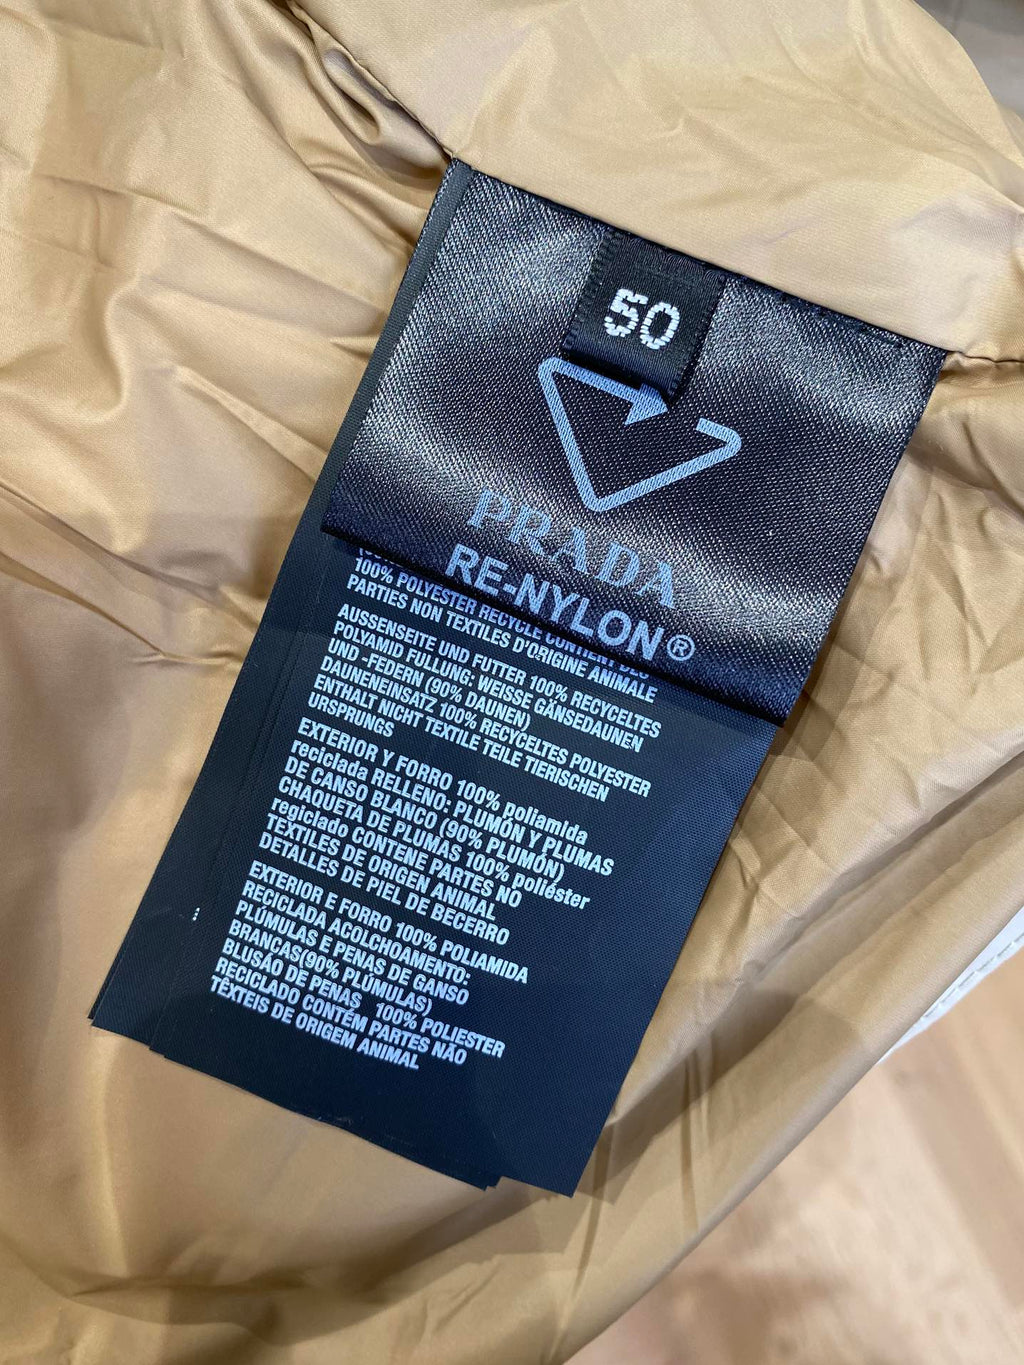 50
PRADA
RE-NYLON®
100% POLYESTER RECYCLÉ CONTIENT DES
PARTIES NON TEXTILES D'ORIGINE ANIMALE
AUSSENSEITE UND FUTTER 100% RECYCELTES
POLYAMID FÜLLUNG: WEISSE GÄNSEDAUNEN
UND -FEDERN (90% DAUNEN)
DAUNENEINSATZ 100% RECYCELTES POLYESTER
ENTHÄLT NICHT TEXTILE TEILE TIERISCHEN
URSPRUNGS
EXTERIOR Y FORRO 100% poliamida
reciclada RELLENO: PLUMÓN Y PLUMAS
DE CANSO BLANCO (90% PLUMÓN)
CHAQUETA DE PLUMAS 100% poliéster
regiclado CONTENE PARTES NO
TEXTILES DE ORIGEN ANIMAL
DETALLES DE PIEL DE BECERRO
EXTERIOR E FORRO 100% POLIAMIDA
RECICLADA ACOLCHOAMENTO:
PLÚMULAS E PENAS DE GANSO
BRANCAS(90% PLÚMULAS)
BLUSÃO DE PENAS 100% POLIESTER
RECICLADO CONTÉM PARTES NÃO
TÊXTEIS DE ORIGEM ANIMAL